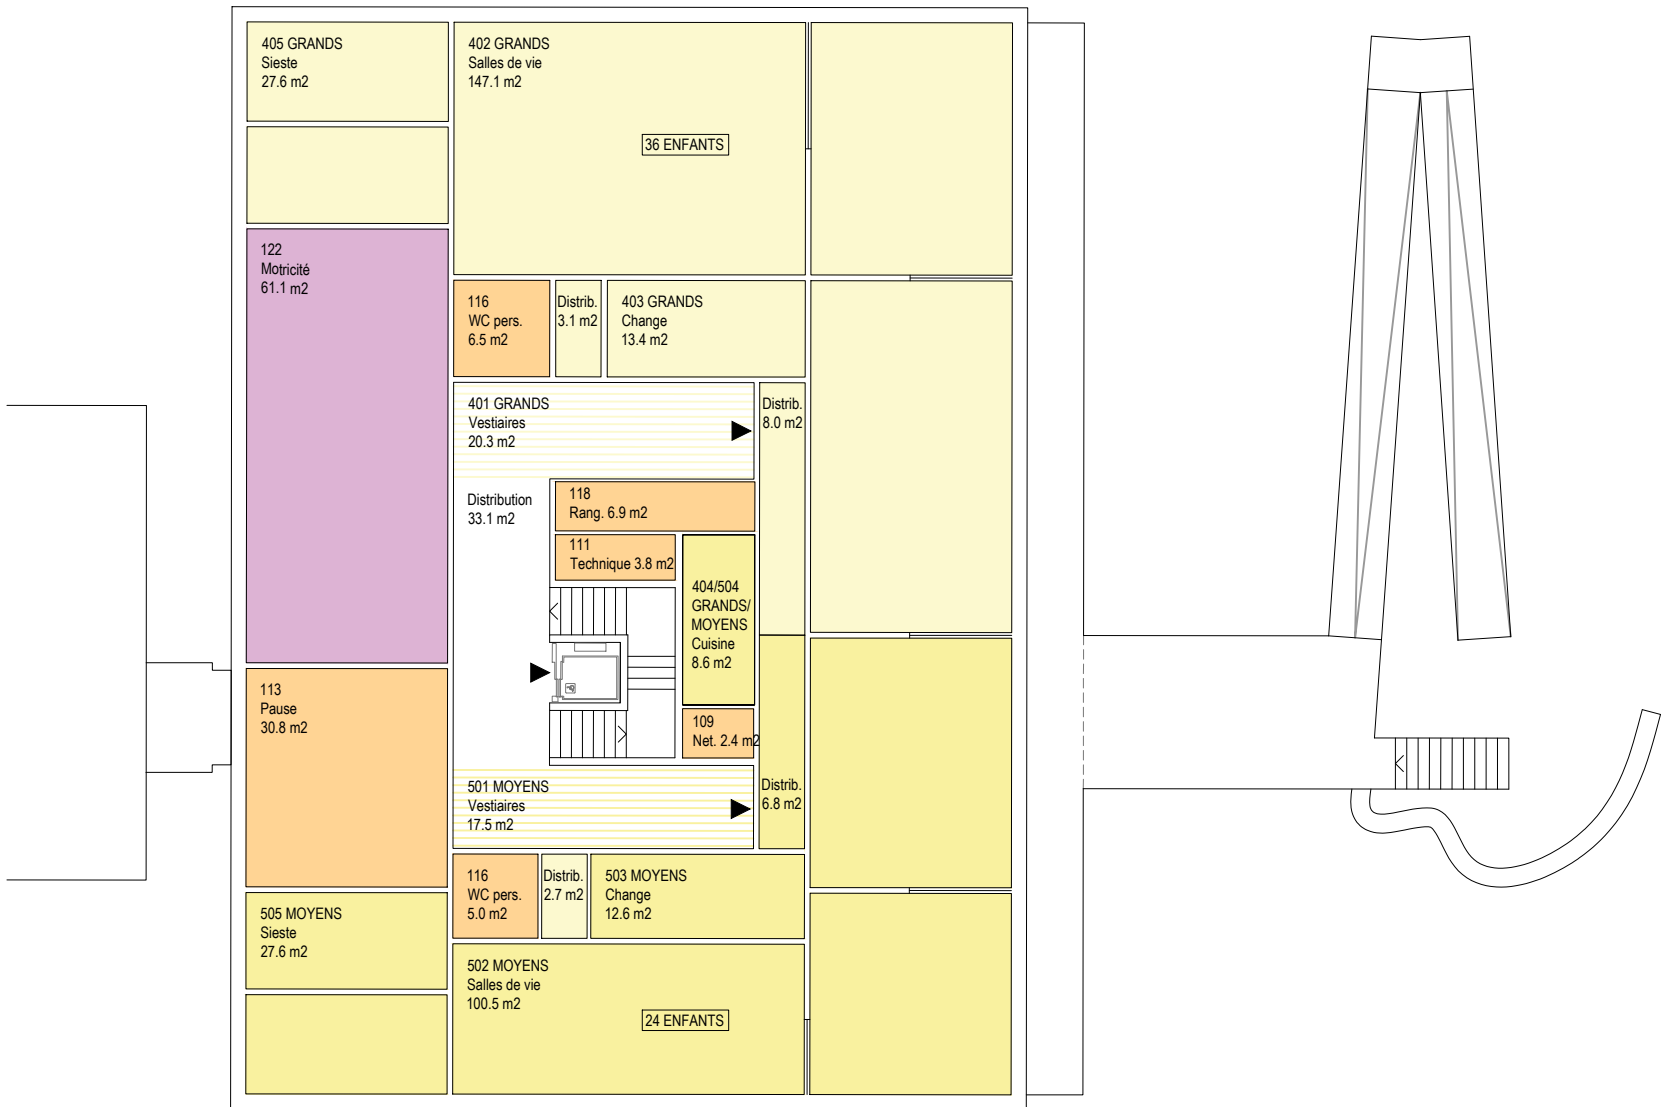 405 GRANDS
Sieste
27.6 m2
402 GRANDS
Salles de vie
147.1 m2
36 ENFANTS
122
Motricité
61.1 m2
116
WC pers.
6.5 m2
Distrib.
3.1 m2
403 GRANDS
Change
13.4 m2
401 GRANDS
Vestiaires
20.3 m2
Distrib.
8.0 m2
Distribution
33.1 m2
118
Rang. 6.9 m2
111
Technique 3.8 m2
404/504
GRANDS/
MOYENS
Cuisine
8.6 m2
113
Pause
30.8 m2
109
Net. 2.4 m2
501 MOYENS
Vestiaires
17.5 m2
Distrib.
6.8 m2
116
WC pers.
5.0 m2
Distrib.
2.7 m2
503 MOYENS
Change
12.6 m2
505 MOYENS
Sieste
27.6 m2
502 MOYENS
Salles de vie
100.5 m2
24 ENFANTS